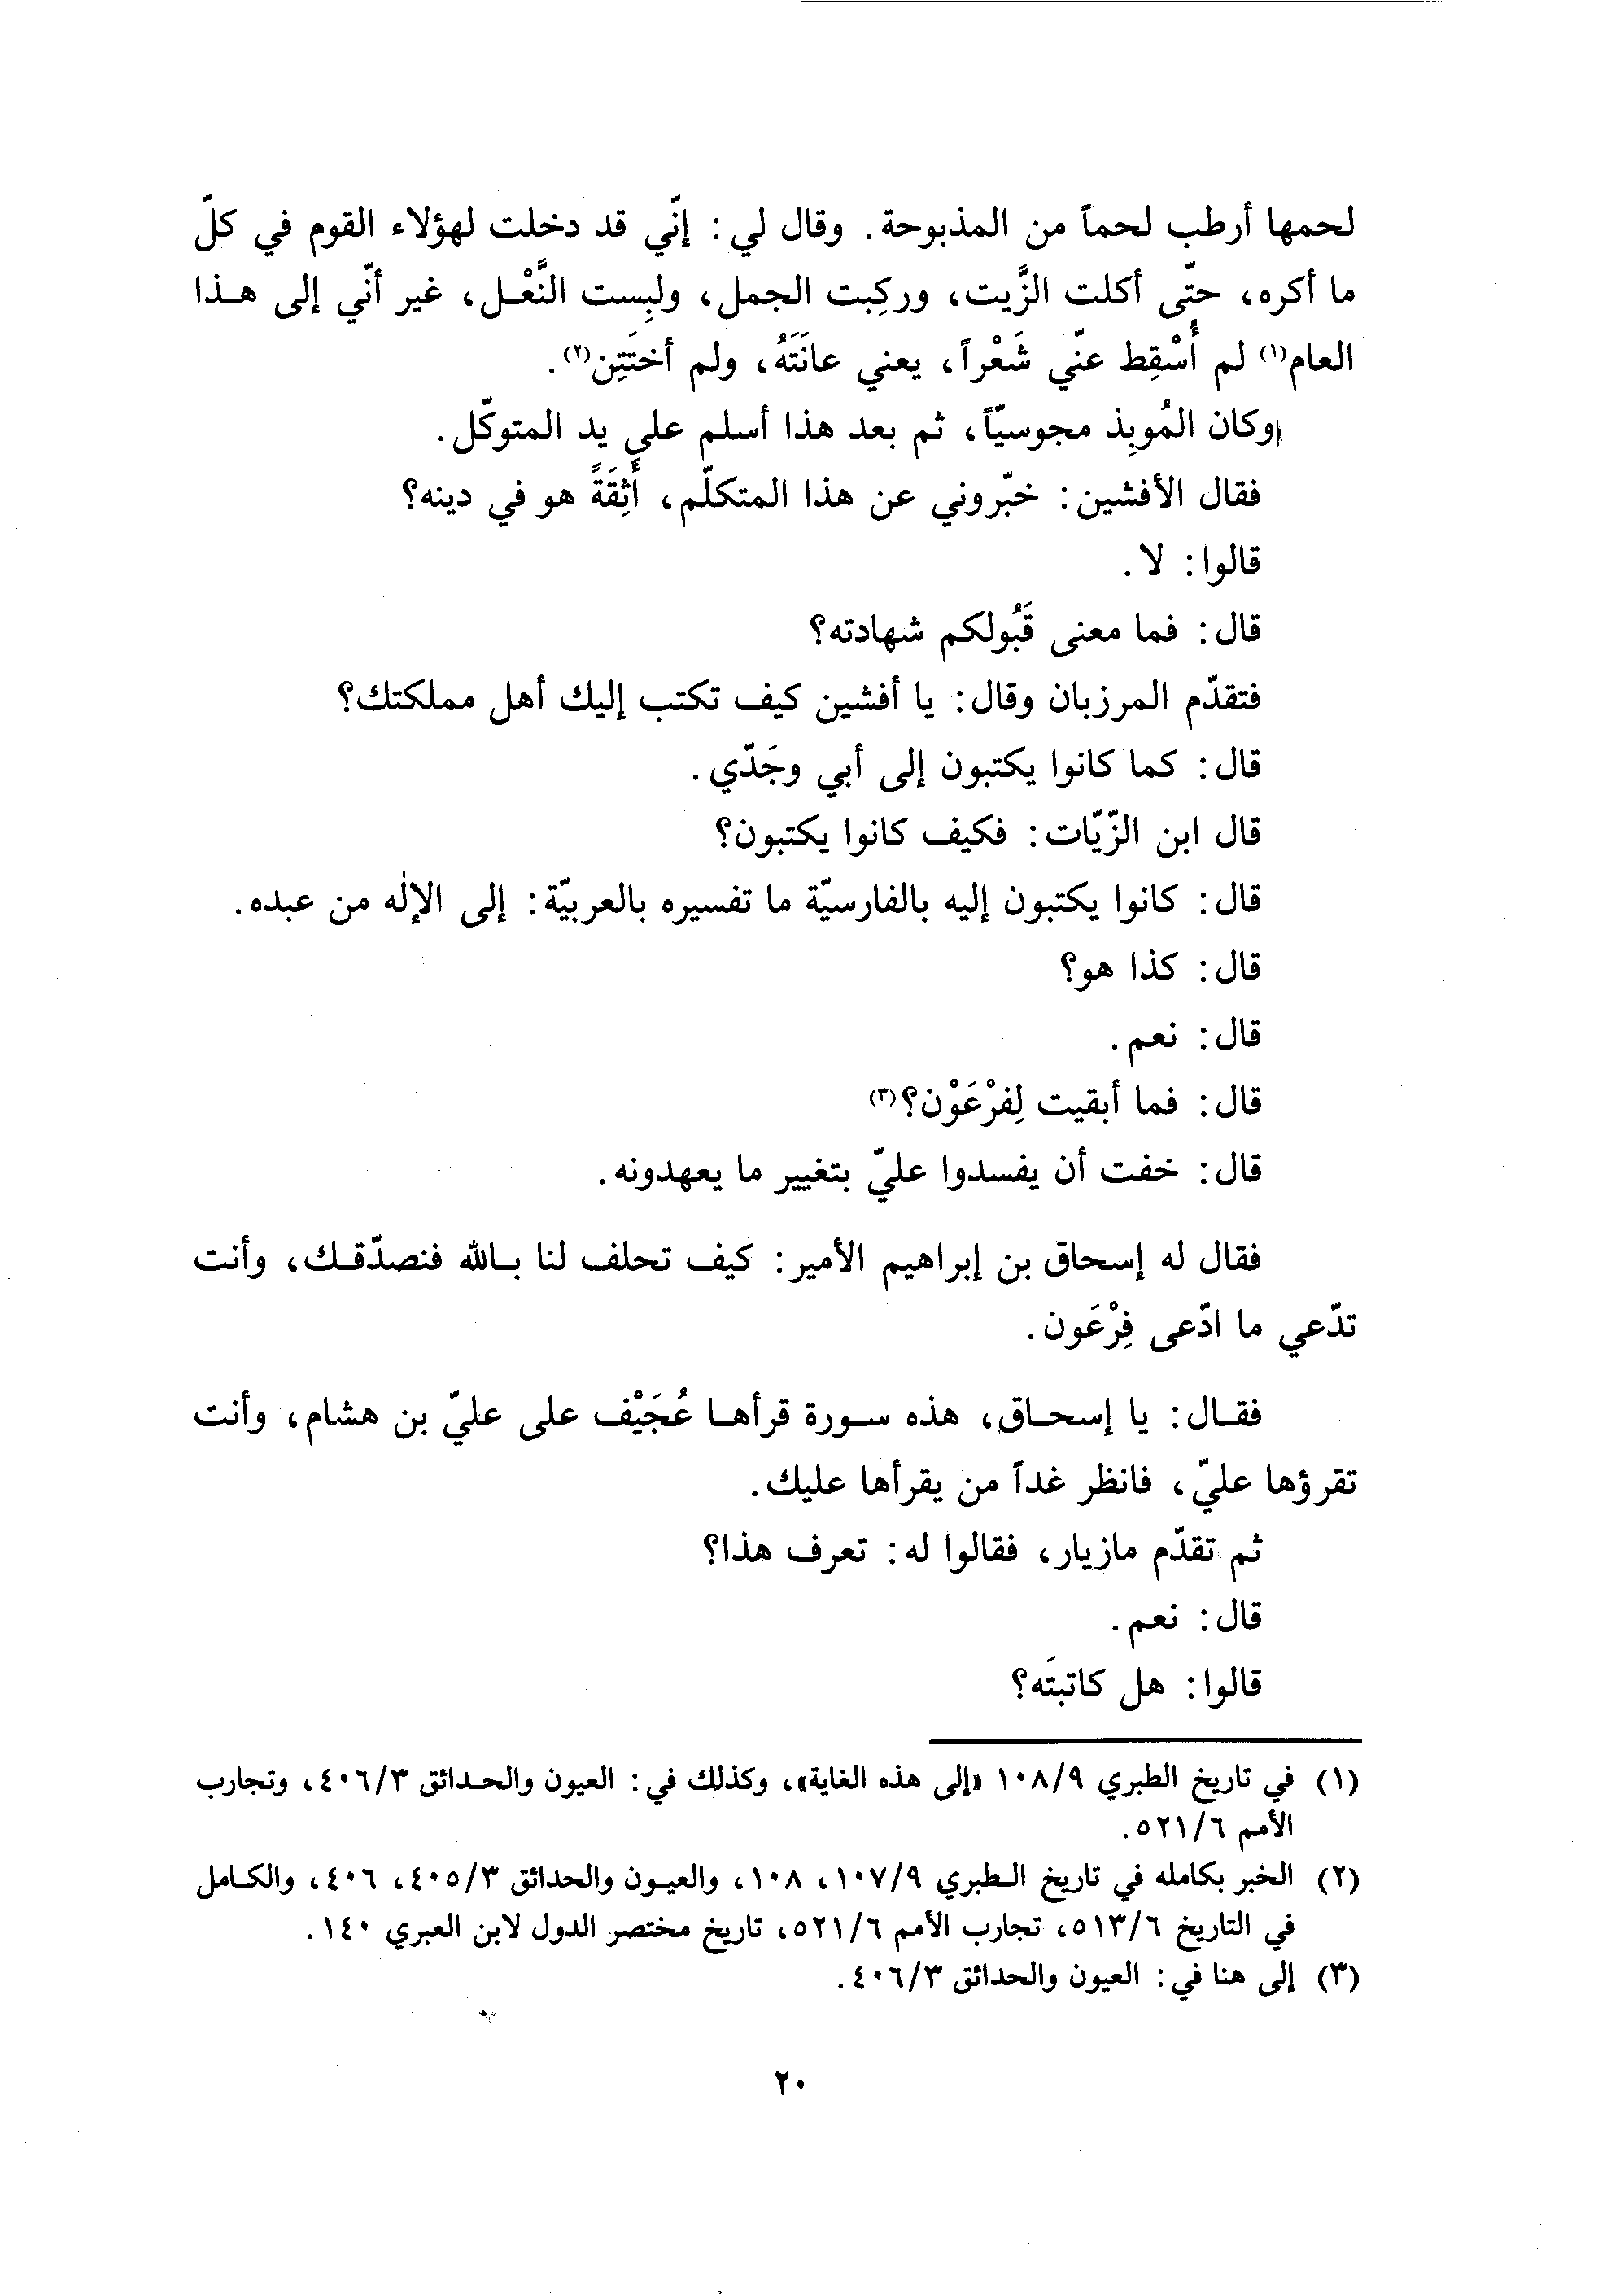 لحمها أرطب لحماً من المذبوحة. وقال لي: إنّي قد دخلت لهؤلاء القوم في كلّ
ما أكره، حتّى أكلت الزَّيت، وركِبت الجمل، ولبِست النَّعْل، غير أنّي إلى هذا
العام(١) لم أُسْقِط عنّي شَعْراً، يعني عانَتَهُ، ولم أختَتِن(٢).
وكان المُوبِذ مجوسيّاً، ثم بعد هذا أسلم على يد المتوكّل.
فقال الأفشين: خبّروني عن هذا المتكلّم، أَثِقَةً هو في دينه؟
قالوا: لا.
قال: فما معنى قَبُولكم شهادته؟
فتقدّم المرزبان وقال: يا أفشين كيف تكتب إليك أهل مملكتك؟
قال: كما كانوا يكتبون إلى أبي وجَدّي.
قال ابن الزّيّات: فكيف كانوا يكتبون؟
قال: كانوا يكتبون إليه بالفارسيّة ما تفسيره بالعربيّة: إلى الإلٰه من عبده.
قال: كذا هو؟
قال: نعم.
قال: فما أبقيت لِفرْعَوْن؟(٣)
قال: خفت أن يفسدوا عليّ بتغيير ما يعهدونه.
فقال له إسحاق بن إبراهيم الأمير: كيف تحلف لنا بالله فنصدّقك، وأنت
تدّعي ما ادّعى فِرْعَون.
فقال: يا إسحاق، هذه سورة قرأها عُجَيْف على عليّ بن هشام، وأنت
تقرؤها عليّ، فانظر غداً من يقرأها عليك.
ثم تقدّم مازيار، فقالوا له: تعرف هذا؟
قال: نعم.
قالوا: هل كاتبتَه؟
(١) في تاريخ الطبري ١٠٨/٩ «إلى هذه الغاية»، وكذلك في: العيون والحدائق ٤٠٦/٣، وتجارب
الأمم ٥٢١/٦.
(٢) الخبر بكامله في تاريخ الطبري ١٠٧/٩، ١٠٨، والعيون والحدائق ٤٠٥/٣، ٤٠٦، والكامل
في التاريخ ٥١٣/٦، تجارب الأمم ٥٢١/٦، تاريخ مختصر الدول لابن العبري ١٤٠.
(٣) إلى هنا في: العيون والحدائق ٤٠٦/٣.
٢٠